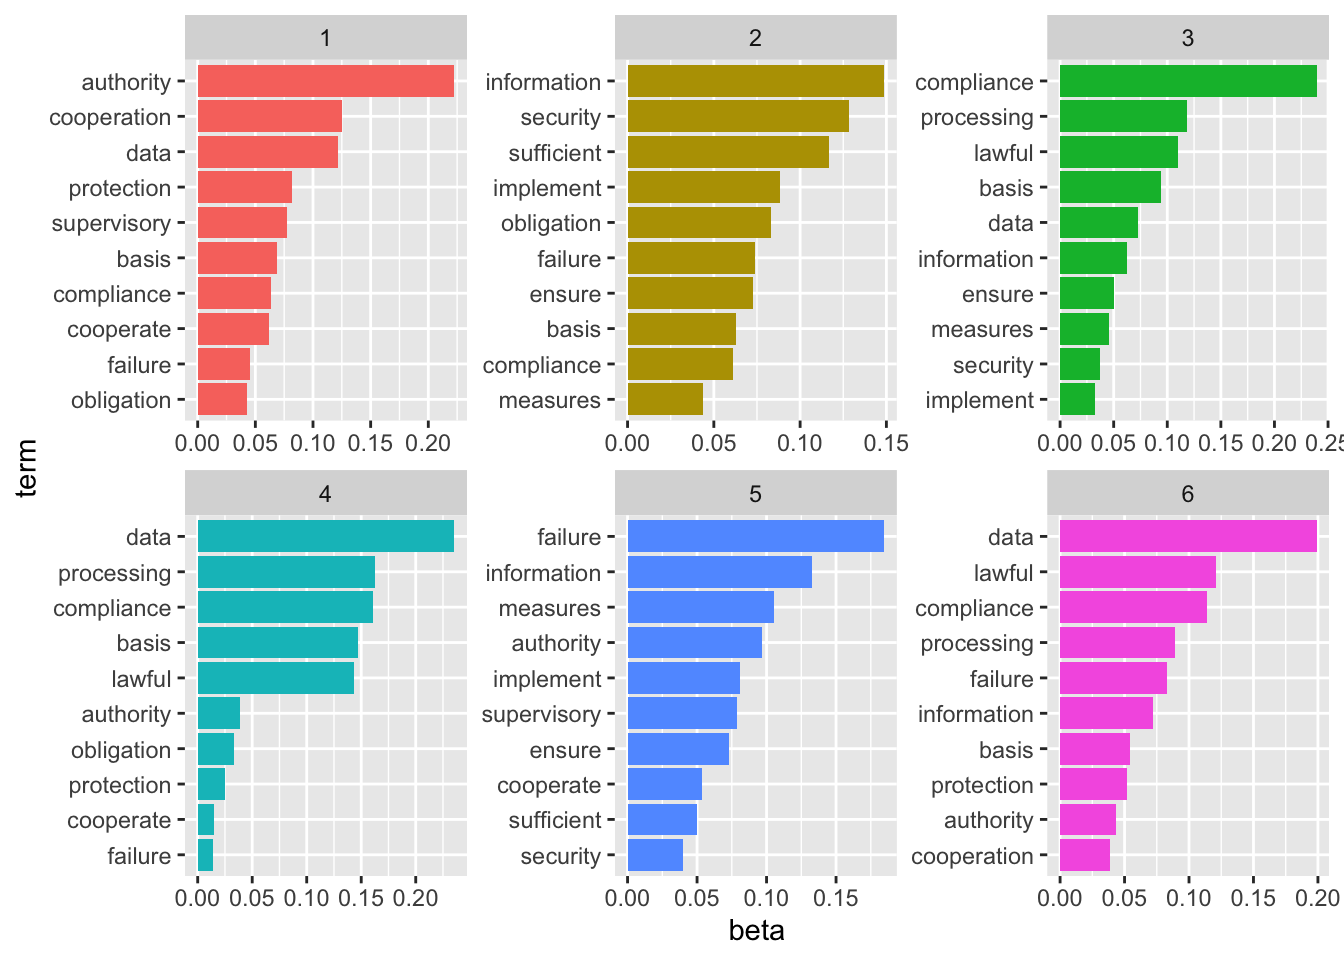 1
authority
cooperation
data
protection
supervisory
basis
compliance
cooperate
failure
obligation
0.00 0.05 0.10 0.15 0.20
2
information
security
sufficient
implement
obligation
failure
ensure
basis
compliance
measures
0.00 0.05 0.10 0.15
3
compliance
processing
lawful
basis
data
information
ensure
measures
security
implement
0.00 0.05 0.10 0.15 0.20 0.25
term
4
data
processing
compliance
basis
lawful
authority
obligation
protection
cooperate
failure
0.00 0.05 0.10 0.15 0.20
5
failure
information
measures
authority
implement
supervisory
ensure
cooperate
sufficient
security
0.00 0.05 0.10 0.15
6
data
lawful
compliance
processing
failure
information
basis
protection
authority
cooperation
0.00 0.05 0.10 0.15 0.20
beta